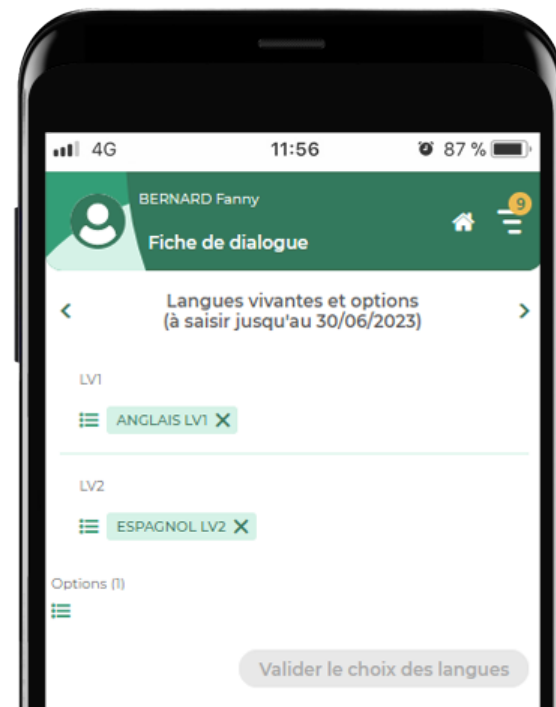 4G 11:56 87 %
BERNARD Fanny
9
Fiche de dialogue
Langues vivantes et options
(à saisir jusqu'au 30/06/2023)
LV1
ANGLAIS LV1
LV2
ESPAGNOL LV2
Options (1)
Valider le choix des langues